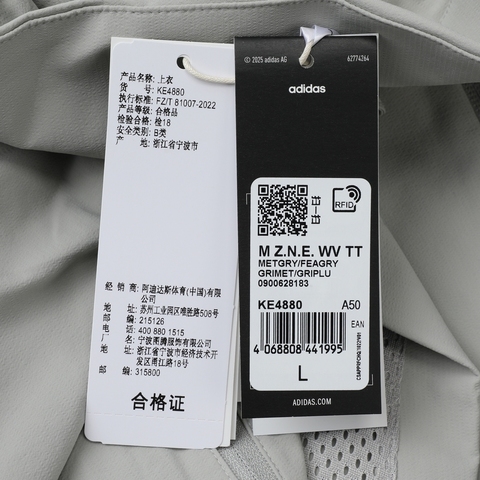 产品名称: 上衣
货 号: KE4880
执行标准: FZ/T 81007-2022
产品等级: 合格品
检验合格: 检18
安全类别: B类
产 地: 浙江省宁波市
经 销 商: 阿迪达斯体育(中国)有限
公司
地 址: 苏州工业园区唯胜路508号
邮 编: 215126
电 话: 400 880 1515
厂 名: 宁波甬腾服饰有限公司
地 址: 浙江省宁波市经济技术开
发区甬江路18号
邮 编: 315800
合格证
© 2025 adidas AG
62774264
adidas
RFID
M Z.N.E. WV TT
METGRY/FEAGRY
GRIMET/GRIPLU
0900628183
KE4880 A50
EAN
4 068808 441995
L
ADIDAS.COM